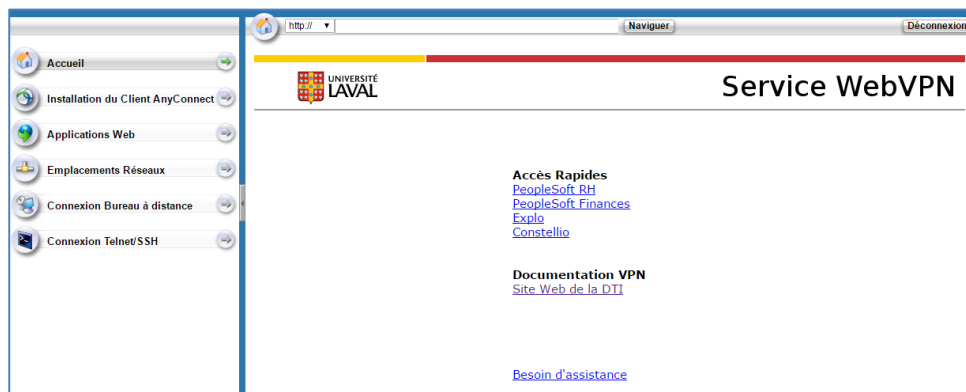 http://
Naviguer
Déconnexion
Accueil
Installation du Client AnyConnect
Applications Web
Emplacements Réseaux
Connexion Bureau à distance
Connexion Telnet/SSH
UNIVERSITÉ
LAVAL
Service WebVPN
Accès Rapides
PeopleSoft RH
PeopleSoft Finances
Explo
Constellio
Documentation VPN
Site Web de la DTI
Besoin d'assistance